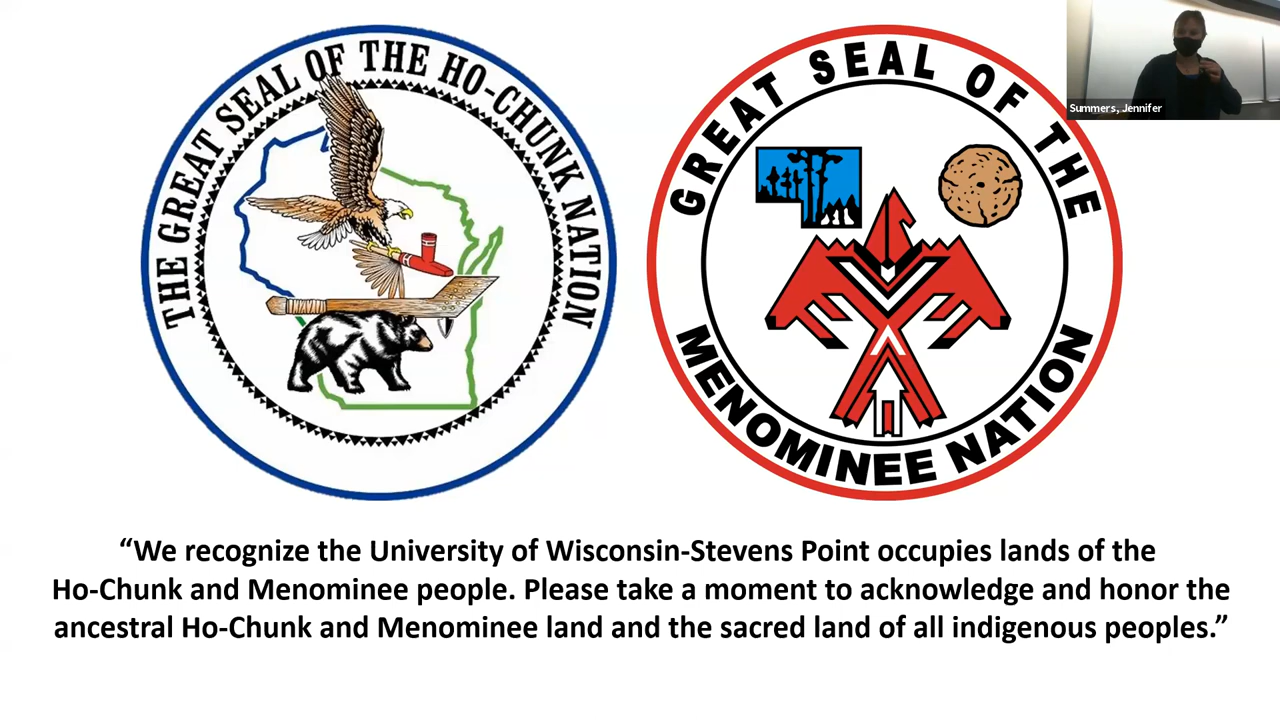 THE GREAT SEAL OF THE HO-CHUNK NATION
GREAT SEAL OF THE
MENOMINEE NATION
Summers, Jennifer
“We recognize the University of Wisconsin-Stevens Point occupies lands of the
Ho-Chunk and Menominee people. Please take a moment to acknowledge and honor the
ancestral Ho-Chunk and Menominee land and the sacred land of all indigenous peoples.”